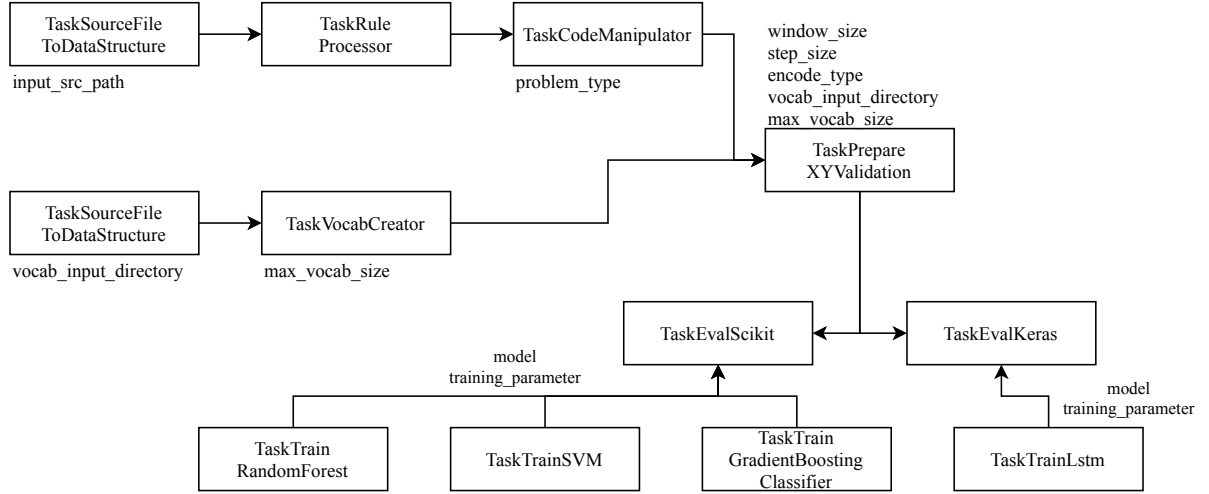 TaskSourceFile
ToDataStructure
input_src_path
TaskRule
Processor
TaskCodeManipulator
problem_type
window_size
step_size
encode_type
vocab_input_directory
max_vocab_size
TaskPrepare
XYValidation
TaskSourceFile
ToDataStructure
vocab_input_directory
TaskVocabCreator
max_vocab_size
TaskEvalScikit
TaskEvalKeras
model
training_parameter
model
training_parameter
TaskTrain
RandomForest
TaskTrainSVM
TaskTrain
GradientBoosting
Classifier
TaskTrainLstm